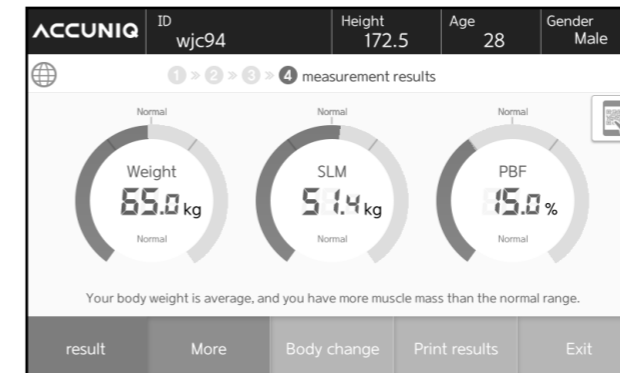 ACCUNIQ
ID
wjc94
Height
172.5
Age
28
Gender
Male
1 » 2 » 3 » 4 measurement results
Normal
Weight
65.0 kg
Normal
Normal
SLM
51.4 kg
Normal
Normal
PBF
15.0 %
Normal
Your body weight is average, and you have more muscle mass than the normal range.
result
More
Body change
Print results
Exit